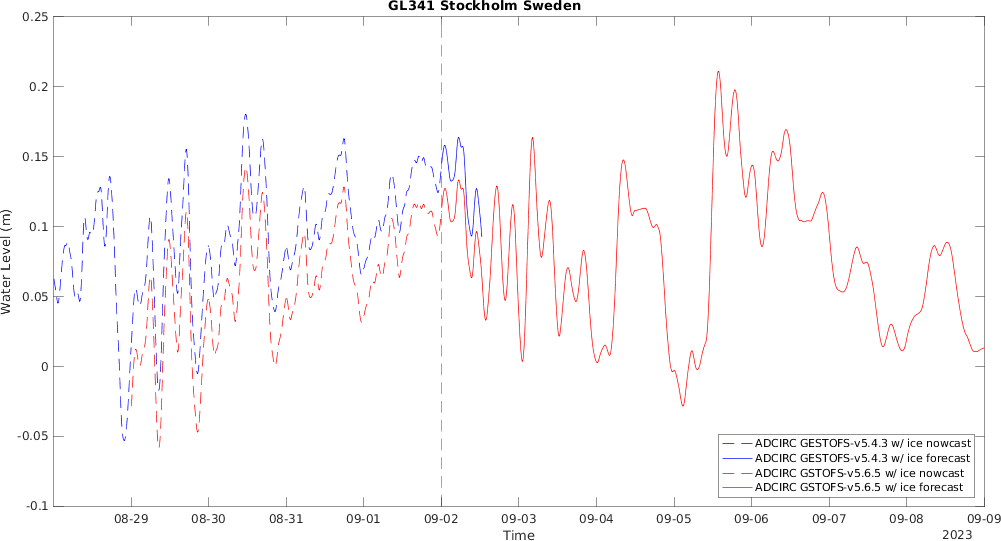 GL341 Stockholm Sweden
0.25
0.2
0.15
0.1
0.05
0
-0.05
-0.1
Water Level (m)
ADCIRC GESTOFS-v5.4.3 w/ ice nowcast
ADCIRC GESTOFS-v5.4.3 w/ ice forecast
ADCIRC GSTOFS-v5.6.5 w/ ice nowcast
ADCIRC GSTOFS-v5.6.5 w/ ice forecast
08-29 08-30 08-31 09-01 09-02 09-03 09-04 09-05 09-06 09-07 09-08 09-09
Time
2023